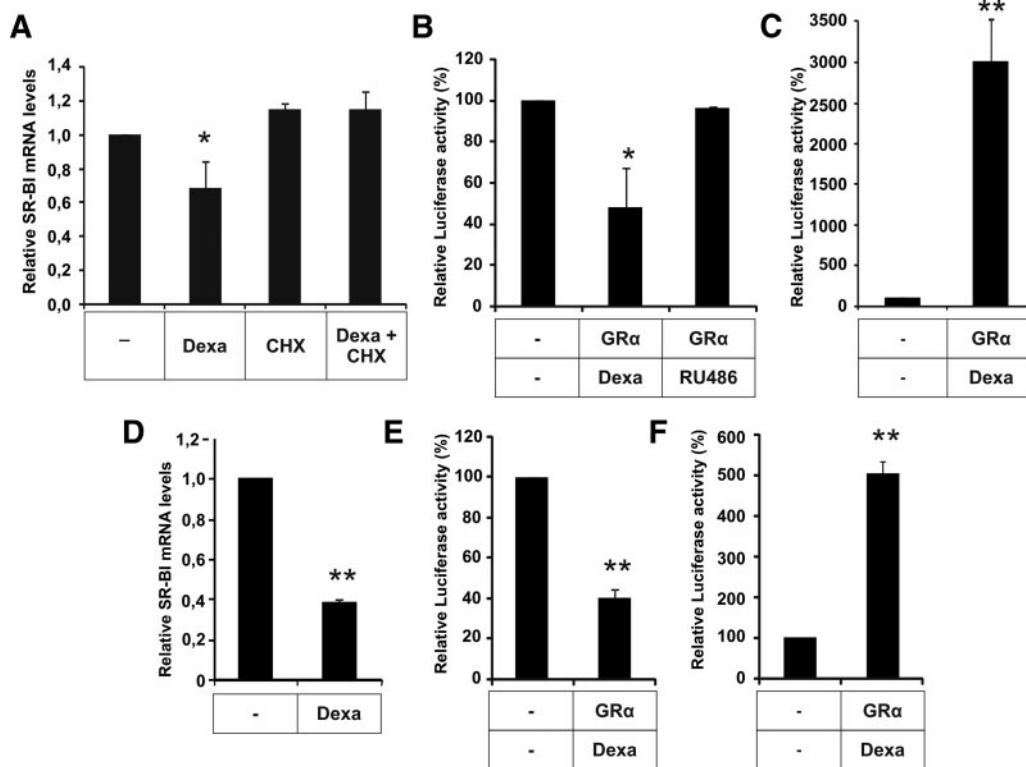 A
Relative SR-BI mRNA levels
1,4
1,2
1,0
0,8
0,6
0,4
0,2
0,0
*
–
Dexa
CHX
Dexa +
CHX
B
Relative Luciferase activity (%)
120
100
80
60
40
20
0
*
- GRα GRα
- Dexa RU486
C
Relative Luciferase activity (%)
3500
3000
2500
3000
1500
1000
500
0
**
- GRα
- Dexa
D
Relative SR-BI mRNA levels
1,2
1,0
0,8
0,6
0,4
0,2
0
**
- Dexa
E
Relative Luciferase activity (%)
120
100
80
60
40
20
0
**
- GRα
- Dexa
F
Relative Luciferase activity (%)
600
500
400
300
200
100
0
**
- GRα
- Dexa